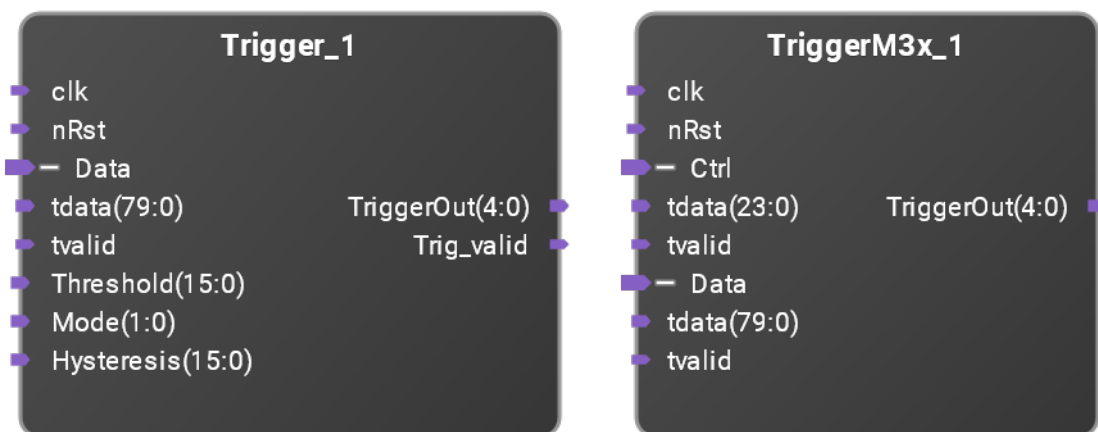 Trigger_1
clk
nRst
Data
tdata(79:0)
TriggerOut(4:0)
tvalid
Trig_valid
Threshold(15:0)
Mode(1:0)
Hysteresis(15:0)
TriggerM3x_1
clk
nRst
Ctrl
tdata(23:0)
TriggerOut(4:0)
tvalid
Data
tdata(79:0)
tvalid